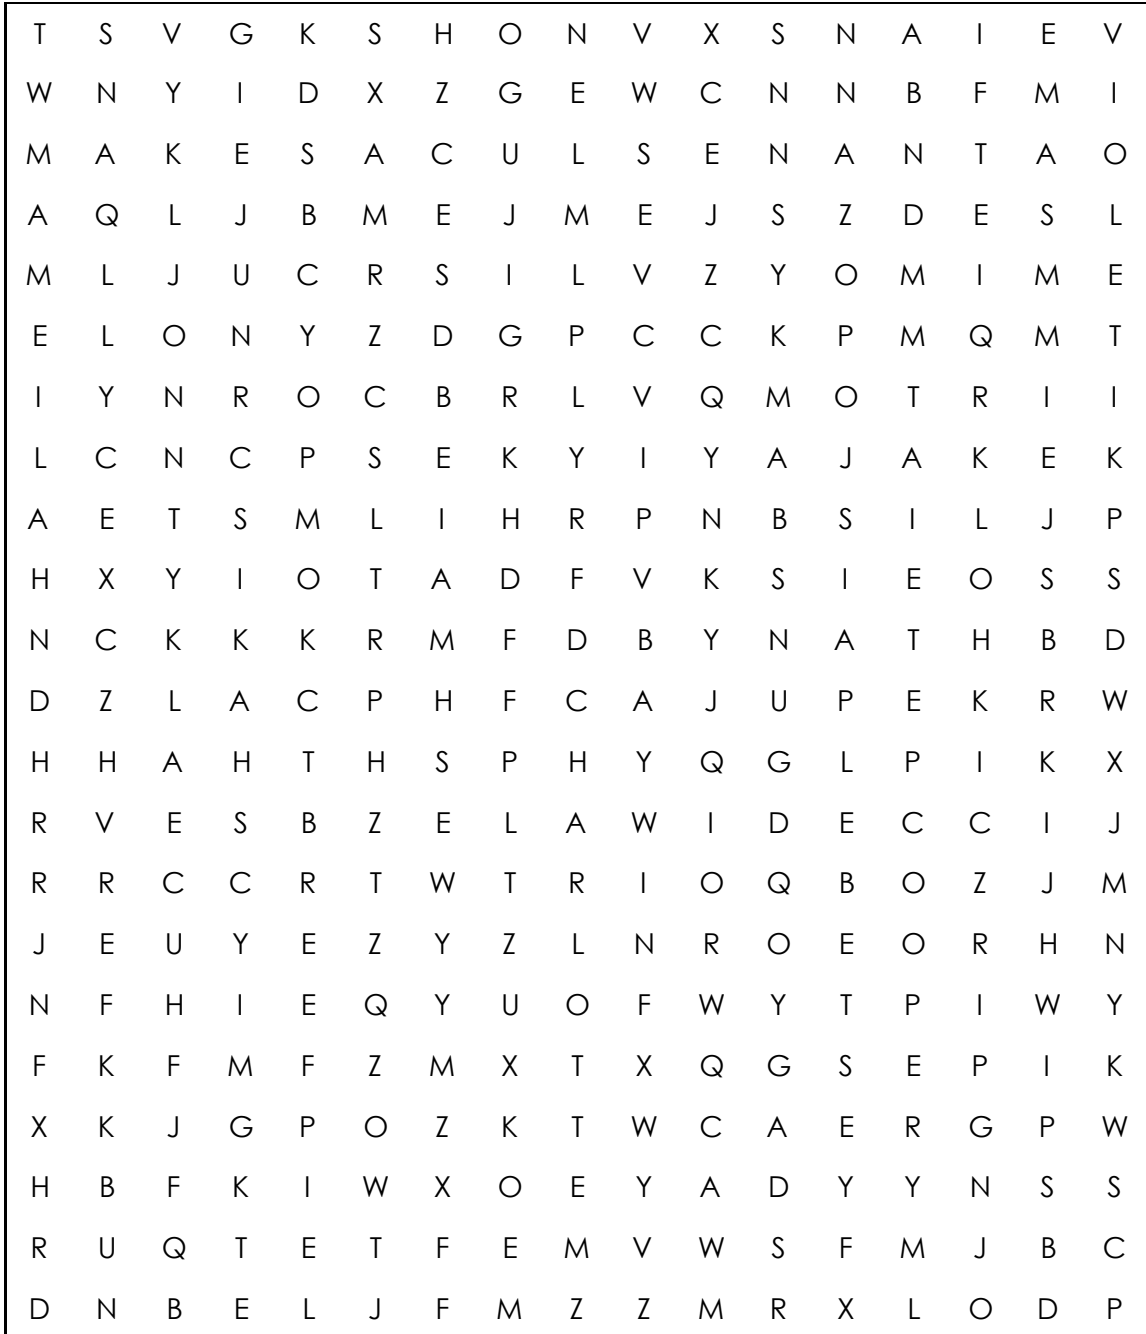 T S V G K S H O N V X S N A I E V
W N Y I D X Z G E W C N N B F M I
M A K E S A C U L S E N A N T A O
A Q L J B M E J M E J S Z D E S L
M L J U C R S I L V Z Y O M I M E
E L O N Y Z D G P C C K P M Q M T
I Y N R O C B R L V Q M O T R I I
L C N C P S E K Y I Y A J A K E K
A E T S M L I H R P N B S I L J P
H X Y I O T A D F V K S I E O S S
N C K K K R M F D B Y N A T H B D
D Z L A C P H F C A J U P E K R W
H H A H T H S P H Y Q G L P I K X
R V E S B Z E L A W I D E C C I J
R R C C R T W T R I O Q B O Z J M
J E U Y E Z Y Z L N R O E O R H N
N F H I E Q Y U O F W Y T P I W Y
F K F M F Z M X T X Q G S E P I K
X K J G P O Z K T W C A E R G P W
H B F K I W X O E Y A D Y Y N S S
R U Q T E T F E M V W S F M J B C
D N B E L J F M Z Z M R X L O D P